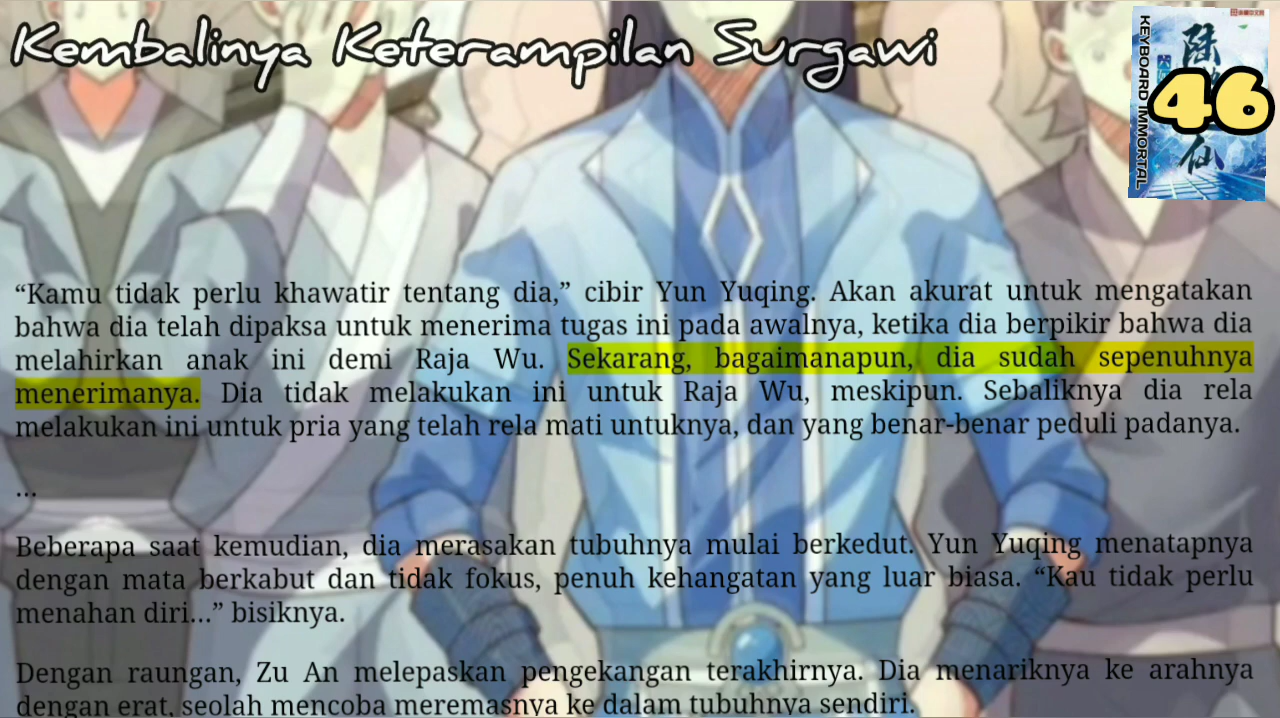 Kembalinya Keterampilan Surgawi
KEYBOARD IMMORTAL
46
“Kamu tidak perlu khawatir tentang dia,” cibir Yun Yuqing. Akan akurat untuk mengatakan
bahwa dia telah dipaksa untuk menerima tugas ini pada awalnya, ketika dia berpikir bahwa dia
melahirkan anak ini demi Raja Wu. Sekarang, bagaimanapun, dia sudah sepenuhnya
menerimanya. Dia tidak melakukan ini untuk Raja Wu, meskipun. Sebaliknya dia rela
melakukan ini untuk pria yang telah rela mati untuknya, dan yang benar-benar peduli padanya.
...
Beberapa saat kemudian, dia merasakan tubuhnya mulai berkedut. Yun Yuqing menatapnya
dengan mata berkabut dan tidak fokus, penuh kehangatan yang luar biasa. “Kau tidak perlu
menahan diri...” bisiknya.
Dengan raungan, Zu An melepaskan pengekangan terakhirnya. Dia menariknya ke arahnya
dengan erat, seolah mencoba meremasnya ke dalam tubuhnya sendiri.